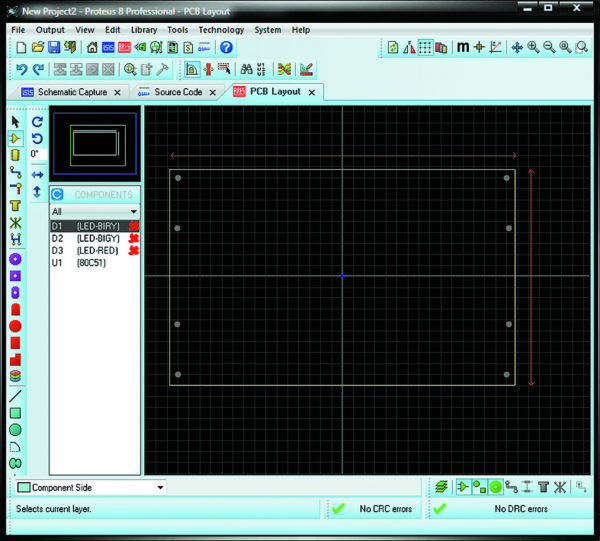 New Project2 - Proteus 8 Professional - PCB Layout
File Output View Edit Library Tools Technology System Help
Schematic Capture Source Code PCB Layout
0°
COMPONENTS
All
D1 (LED-BIRY)
D2 (LED-BIGY)
D3 (LED-RED)
U1 (80C51)
Component Side
Selects current layer. No CRC errors No DRC errors